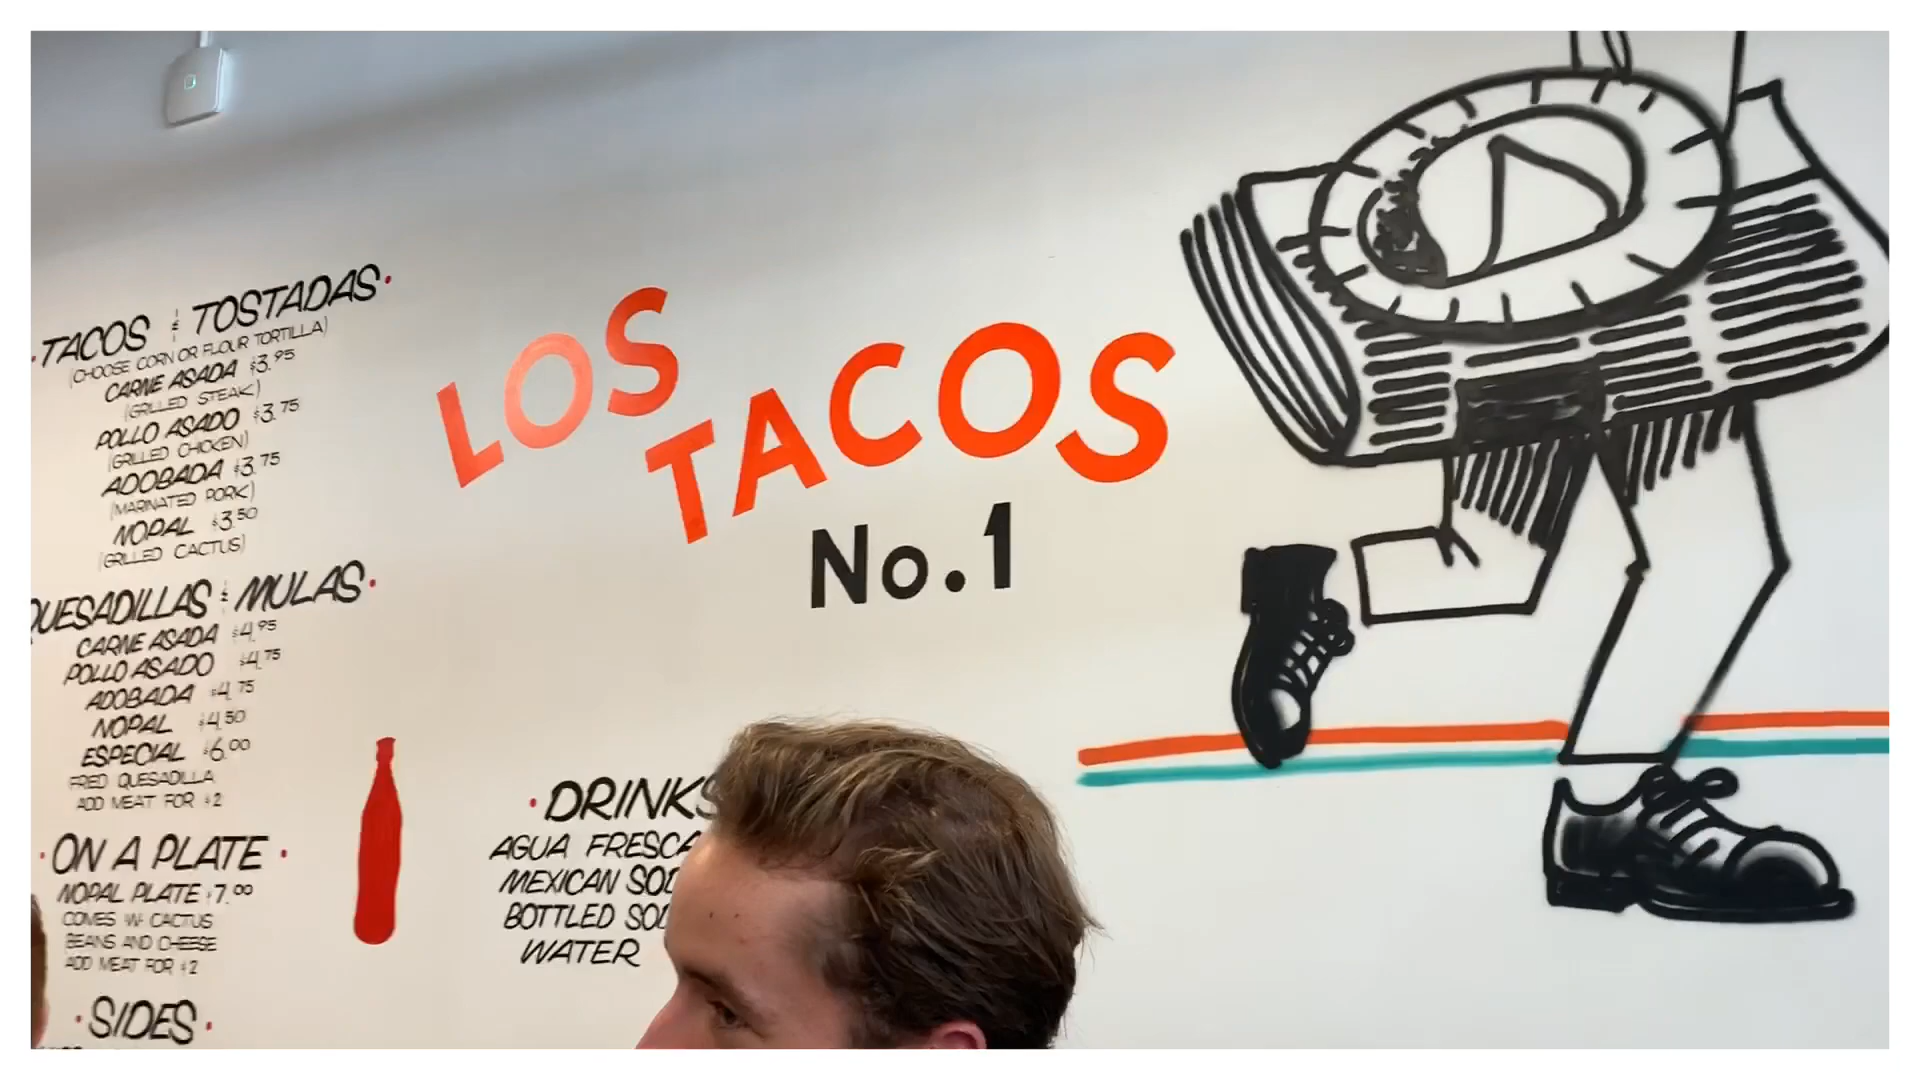 ·TACOS & TOSTADAS·
(CHOOSE CORN OR FLOUR TORTILLA)
CARNE ASADA $3.95
(GRILLED STEAK)
POLLO ASADO $3.75
(GRILLED CHICKEN)
ADOBADA $3.75
(MARINATED PORK)
NOPAL $3.50
(GRILLED CACTUS)
QUESADILLAS & MULAS·
CARNE ASADA $4.95
POLLO ASADO $4.75
ADOBADA $4.75
NOPAL $4.50
ESPECIAL $6.00
FRIED QUESADILLA
ADD MEAT FOR $2
·ON A PLATE·
NOPAL PLATE $7.00
COMES W/ CACTUS
BEANS AND CHEESE
ADD MEAT FOR $2
·SIDES·
LOS
TACOS
No.1
·DRINKS
AGUA FRESCA
MEXICAN SOD
BOTTLED SOD
WATER